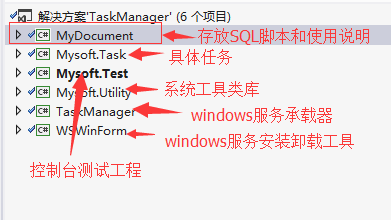 解决方案'TaskManager' (6 个项目)
C# MyDocument 存放SQL脚本和使用说明
C# Mysoft.Task 具体任务
C# Mysoft.Test
C# Mysoft.Utility 系统工具类库
C# TaskManager windows服务承载器
C# WSWinForm windows服务安装卸载工具
控制台测试工程